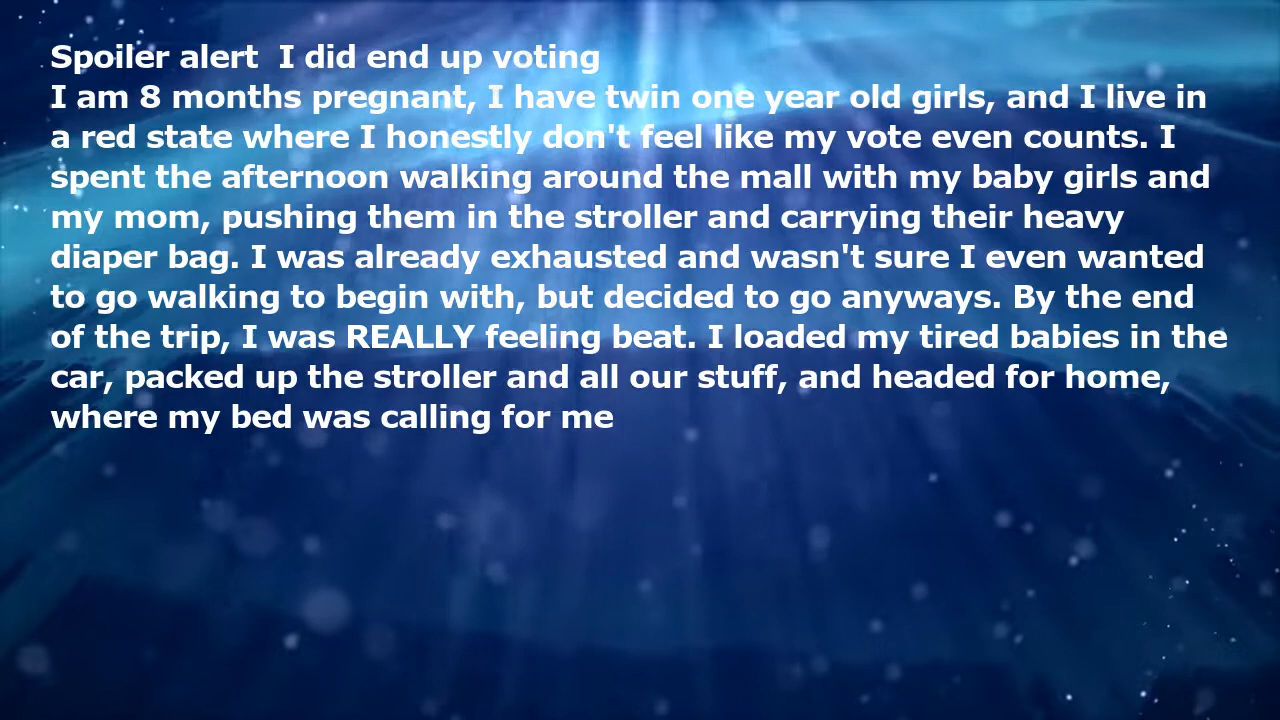 Spoiler alert  I did end up voting
I am 8 months pregnant, I have twin one year old girls, and I live in
a red state where I honestly don't feel like my vote even counts. I
spent the afternoon walking around the mall with my baby girls and
my mom, pushing them in the stroller and carrying their heavy
diaper bag. I was already exhausted and wasn't sure I even wanted
to go walking to begin with, but decided to go anyways. By the end
of the trip, I was REALLY feeling beat. I loaded my tired babies in the
car, packed up the stroller and all our stuff, and headed for home,
where my bed was calling for me